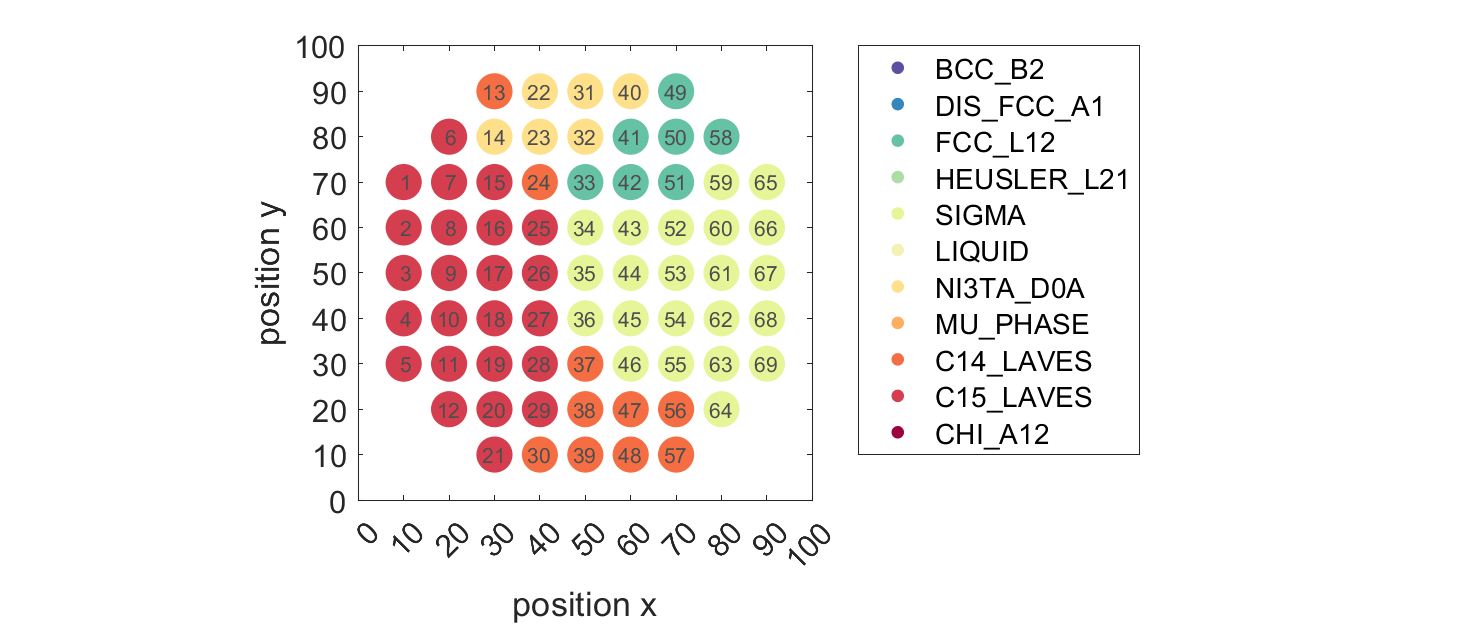 100
90 13 22 31 40 49
80 6 14 23 32 41 50 58
70 1 7 15 24 33 42 51 59 65
60 2 8 16 25 34 43 52 60 66
50 3 9 17 26 35 44 53 61 67
40 4 10 18 27 36 45 54 62 68
30 5 11 19 28 37 46 55 63 69
20 12 20 29 38 47 56 64
10 21 30 39 48 57
0
position y
0 10 20 30 40 50 60 70 80 90 100
position x
BCC_B2
DIS_FCC_A1
FCC_L12
HEUSLER_L21
SIGMA
LIQUID
NI3TA_D0A
MU_PHASE
C14_LAVES
C15_LAVES
CHI_A12